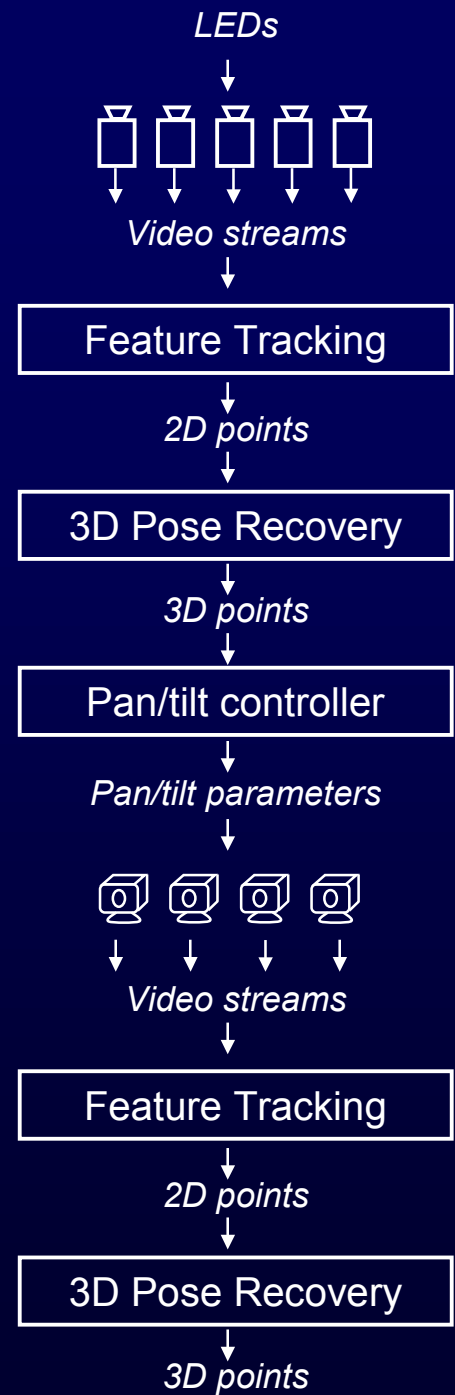 LEDs
Video streams
Feature Tracking
2D points
3D Pose Recovery
3D points
Pan/tilt controller
Pan/tilt parameters
Video streams
Feature Tracking
2D points
3D Pose Recovery
3D points